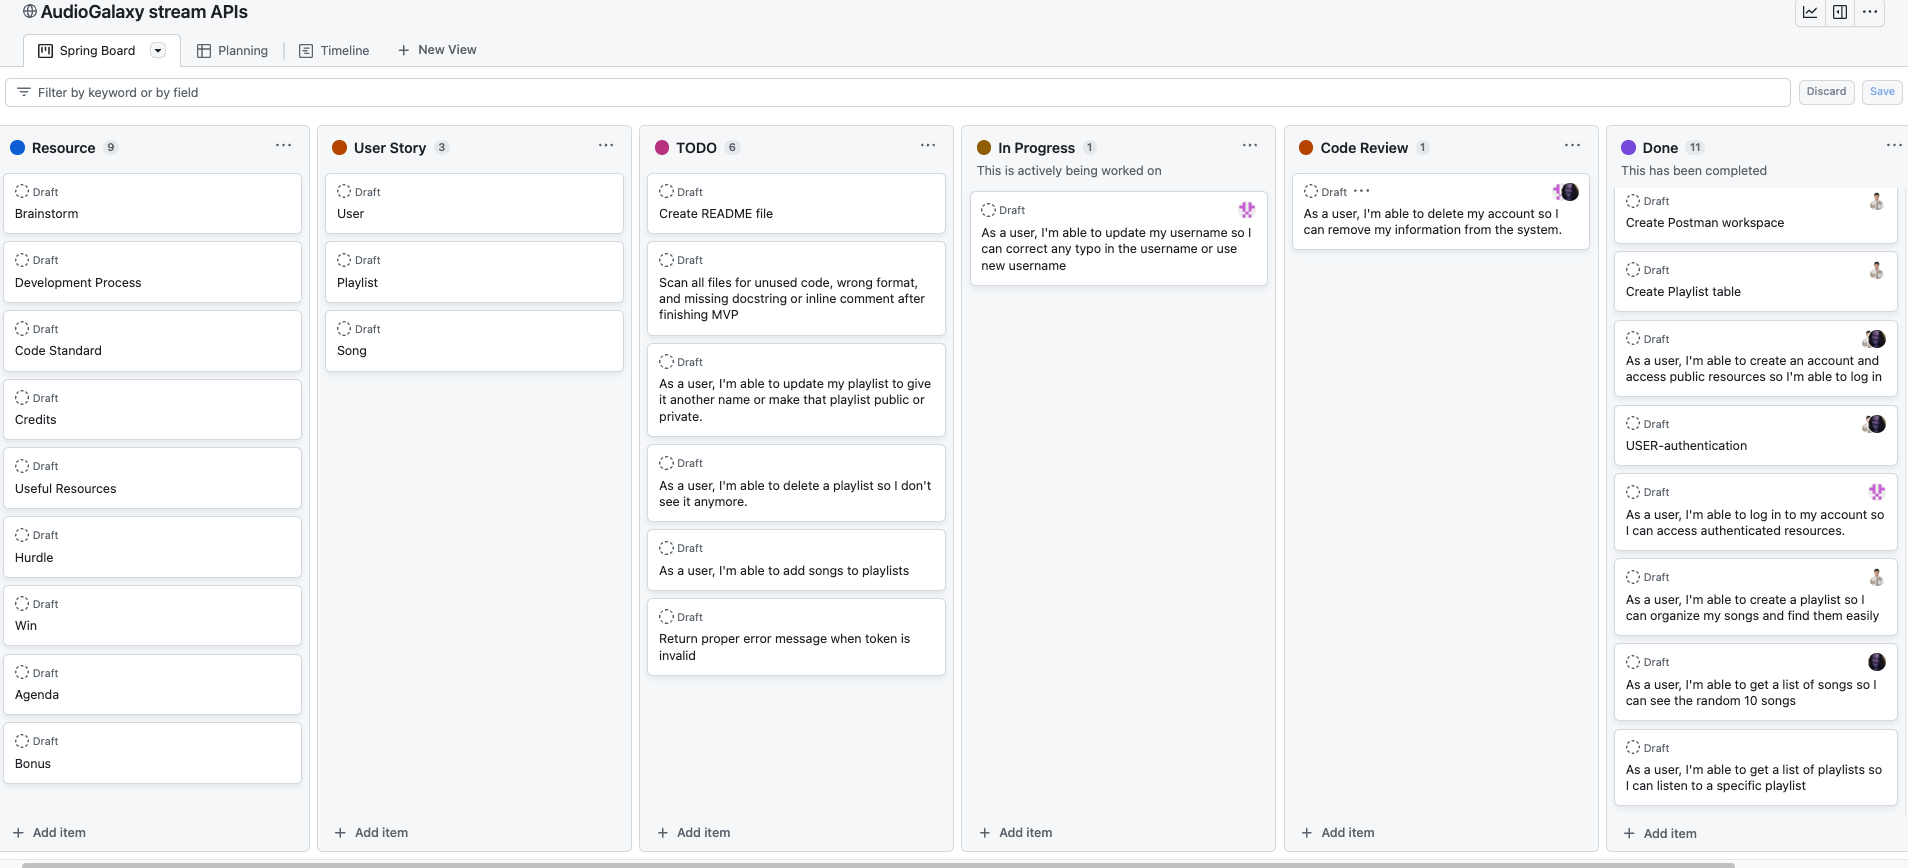 AudioGalaxy stream APIs
Spring Board
Planning
Timeline
New View
Filter by keyword or by field
Discard
Save
Resource 9
Draft
Brainstorm
Draft
Development Process
Draft
Code Standard
Draft
Credits
Draft
Useful Resources
Draft
Hurdle
Draft
Win
Draft
Agenda
Draft
Bonus
Add item
User Story 3
Draft
User
Draft
Playlist
Draft
Song
Add item
TODO 6
Draft
Create README file
Draft
Scan all files for unused code, wrong format,
and missing docstring or inline comment after
finishing MVP
Draft
As a user, I'm able to update my playlist to give
it another name or make that playlist public or
private.
Draft
As a user, I'm able to delete a playlist so I don't
see it anymore.
Draft
As a user, I'm able to add songs to playlists
Draft
Return proper error message when token is
invalid
Add item
In Progress 1
This is actively being worked on
Draft
As a user, I'm able to update my username so I
can correct any typo in the username or use
new username
Add item
Code Review 1
Draft
As a user, I'm able to delete my account so I
can remove my information from the system.
Add item
Done 11
This has been completed
Draft
Create Postman workspace
Draft
Create Playlist table
Draft
As a user, I'm able to create an account and
access public resources so I'm able to log in
Draft
USER-authentication
Draft
As a user, I'm able to log in to my account so
I can access authenticated resources.
Draft
As a user, I'm able to create a playlist so I
can organize my songs and find them easily
Draft
As a user, I'm able to get a list of songs so I
can see the random 10 songs
Draft
As a user, I'm able to get a list of playlists so
I can listen to a specific playlist
Add item